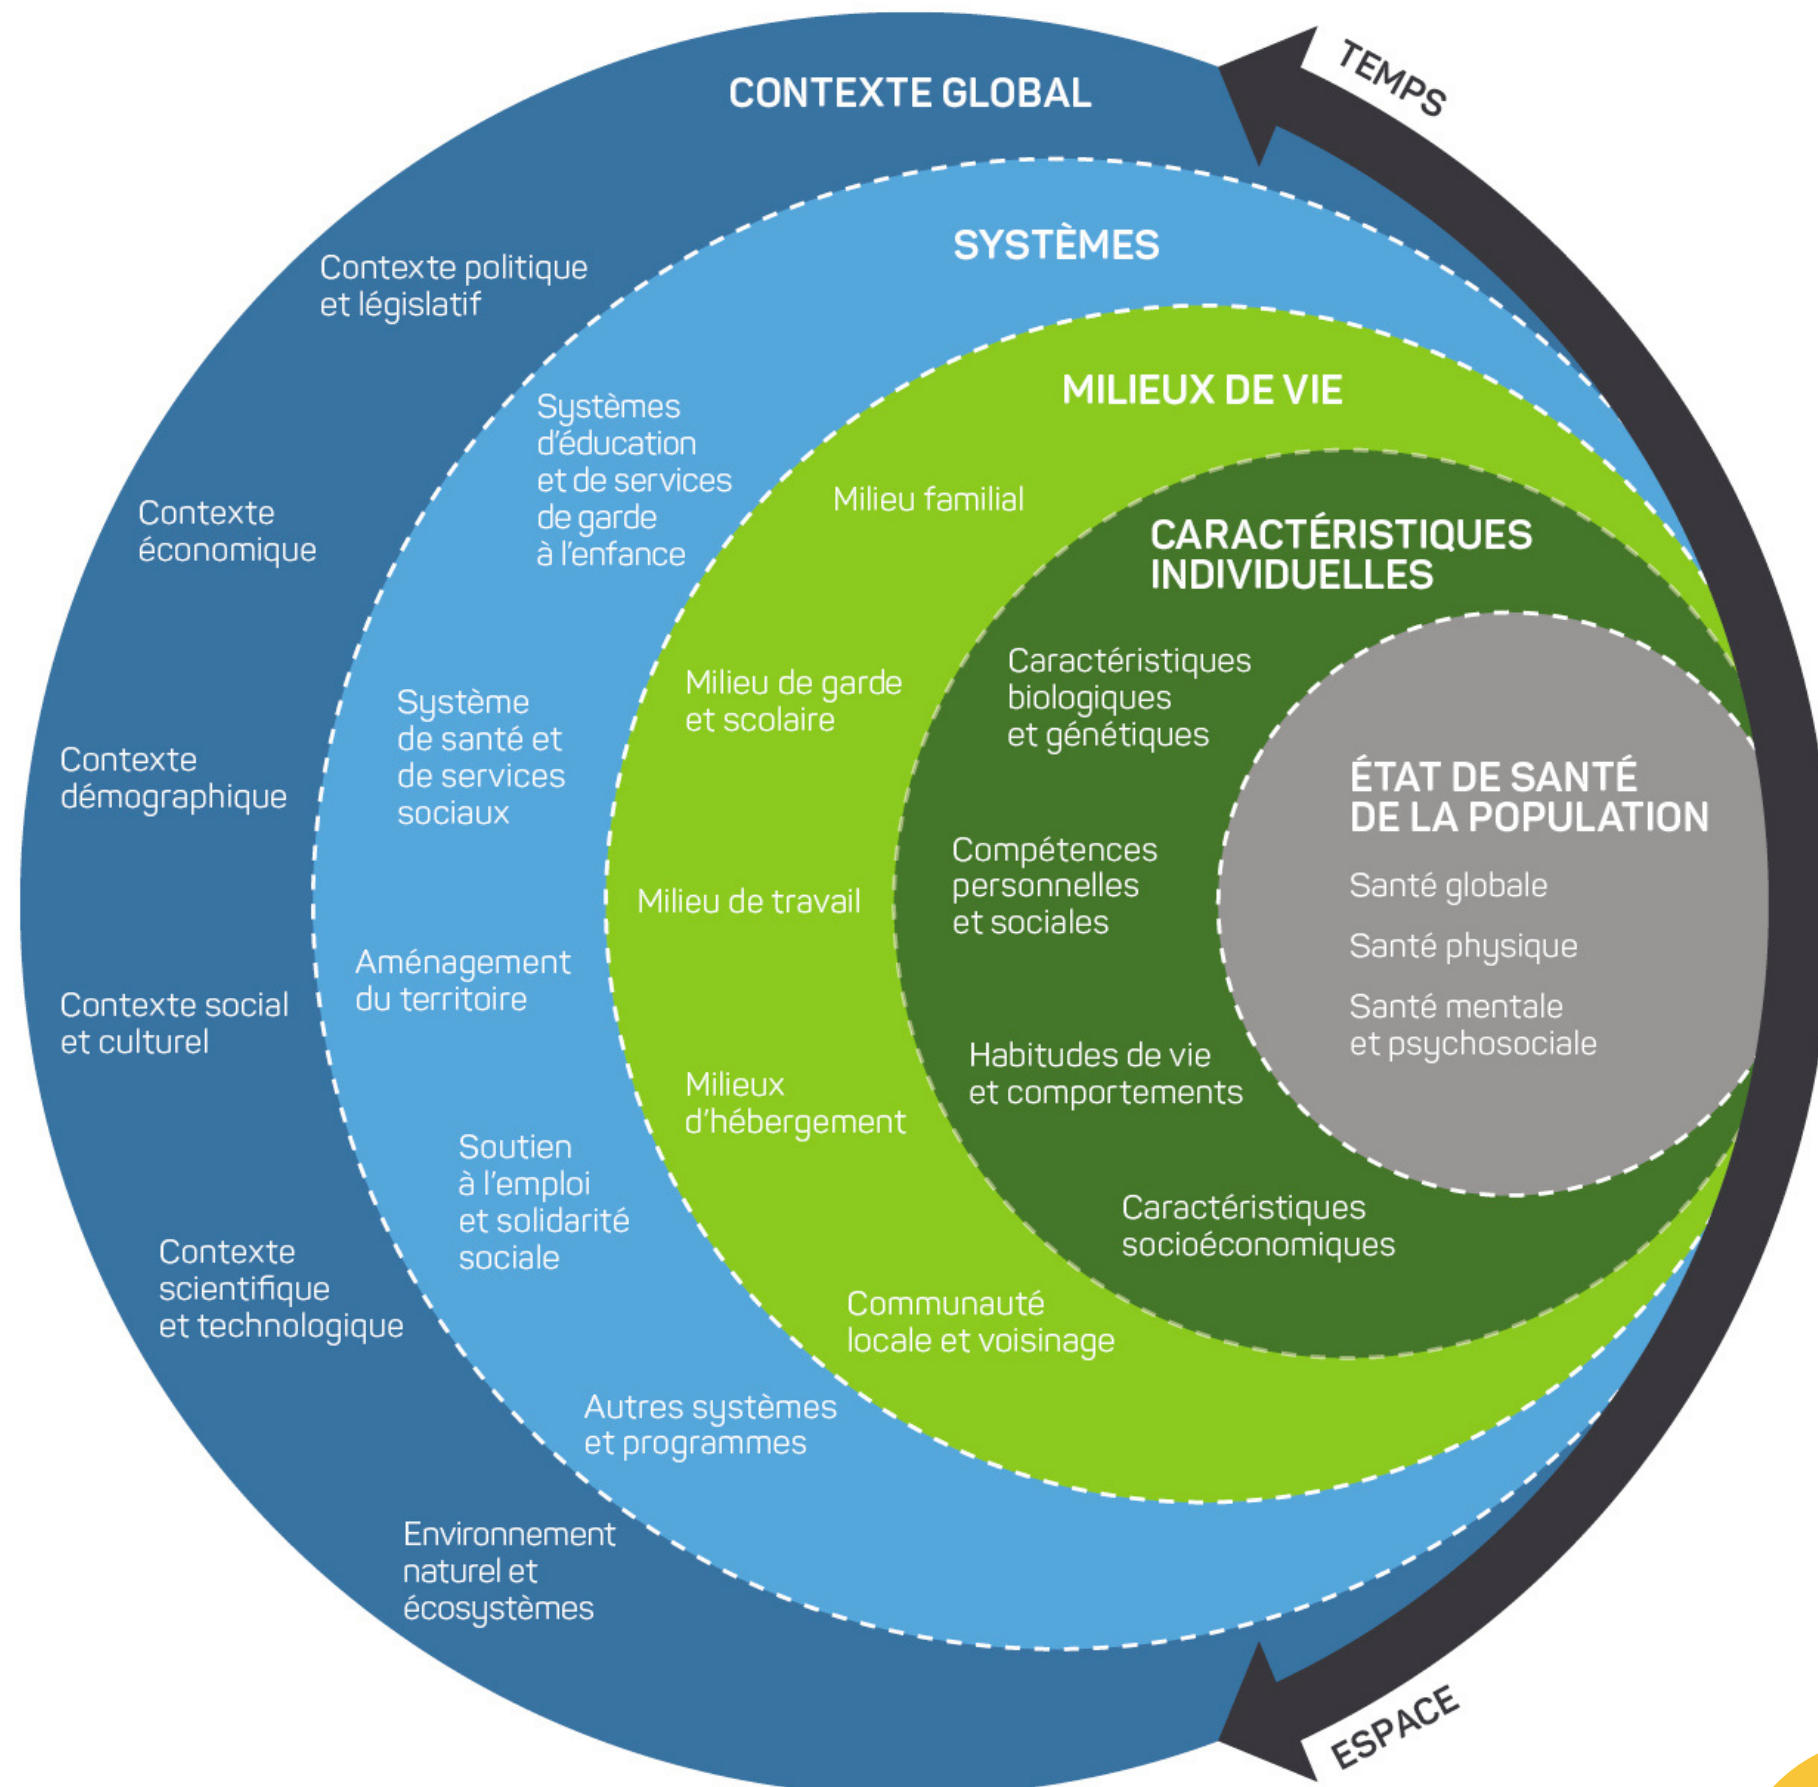 CONTEXTE GLOBAL
TEMPS
Contexte politique
et législatif
Contexte
économique
Contexte
démographique
Contexte social
et culturel
Contexte
scientifique
et technologique
Environnement
naturel et
écosystèmes
SYSTÈMES
Systèmes
d'éducation
et de services
de garde
à l'enfance
Système
de santé et
de services
sociaux
Aménagement
du territoire
Soutien
à l'emploi
et solidarité
sociale
Autres systèmes
et programmes
MILIEUX DE VIE
Milieu familial
Milieu de garde
et scolaire
Milieu de travail
Milieux
d'hébergement
Communauté
locale et voisinage
CARACTÉRISTIQUES
INDIVIDUELLES
Caractéristiques
biologiques
et génétiques
Compétences
personnelles
et sociales
Habitudes de vie
et comportements
Caractéristiques
socioéconomiques
ÉTAT DE SANTÉ
DE LA POPULATION
Santé globale
Santé physique
Santé mentale
et psychosociale
ESPACE